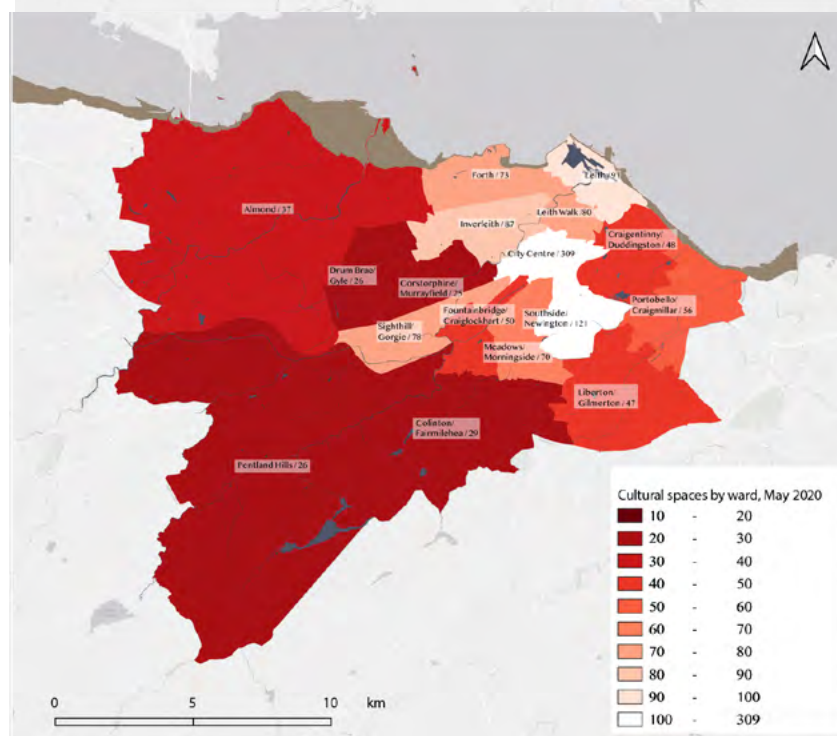 Forth / 73
Leith
Almond / 37
Inverleith / 87
Leith Walk / 80
Craigentinny/
Duddingston / 48
City Centre / 309
Drum Brae/
Gyle / 26
Corstorphine/
Murrayfield / 25
Portobello/
Craigmillar / 56
Fountainbridge/
Craiglockhart / 50
Southside/
Newington / 121
Sighthill/
Gorgie / 78
Meadows/
Morningside / 70
Liberton/
Gilmerton / 47
Colinton/
Fairmilehea / 29
Pentland Hills / 26
Cultural spaces by ward, May 2020
10 - 20
20 - 30
30 - 40
40 - 50
50 - 60
60 - 70
70 - 80
80 - 90
90 - 100
100 - 309
0 5 10 km